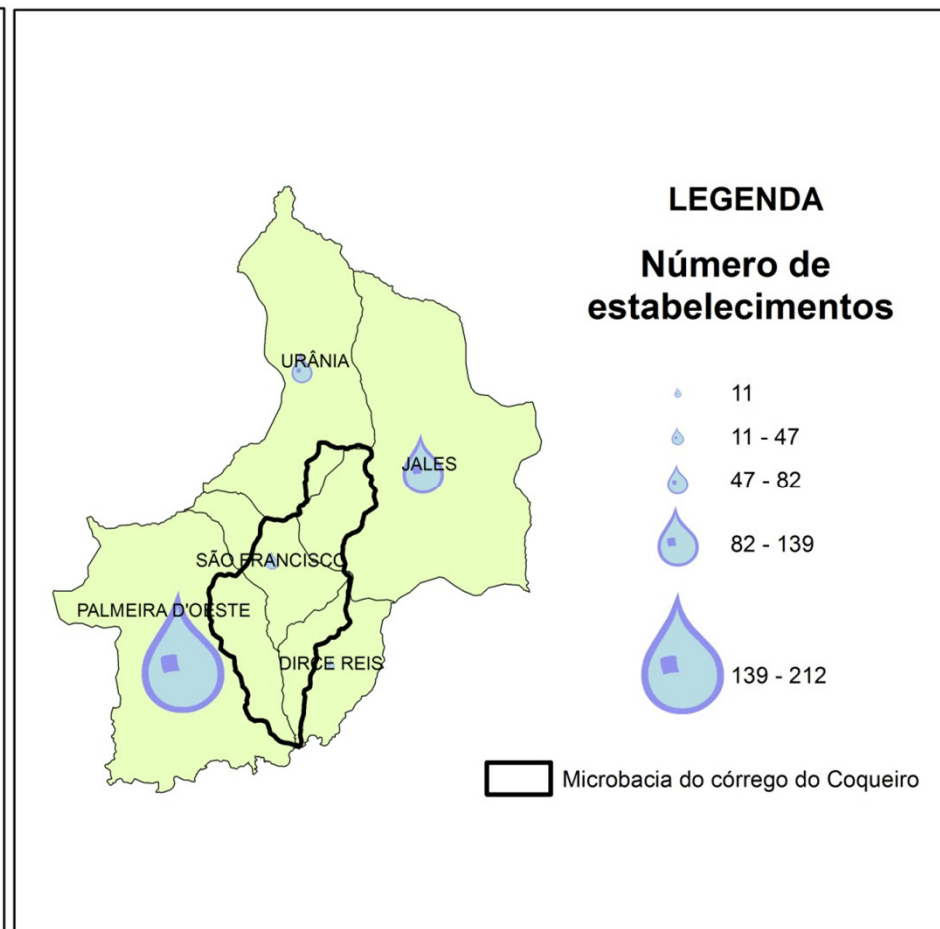 LEGENDA
Número de
estabelecimentos
URÂNIA
11
11 - 47
JALES
47 - 82
82 - 139
SÃO FRANCISCO
PALMEIRA D'OESTE
DIRCE REIS
139 - 212
Microbacia do córrego do Coqueiro